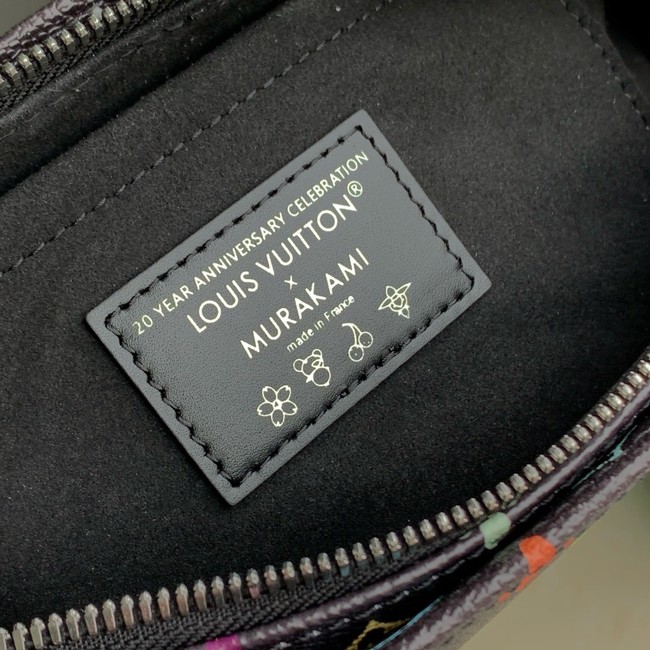 20 YEAR ANNIVERSARY CELEBRATION
LOUIS VUITTON®
×
MURAKAMI
made in France